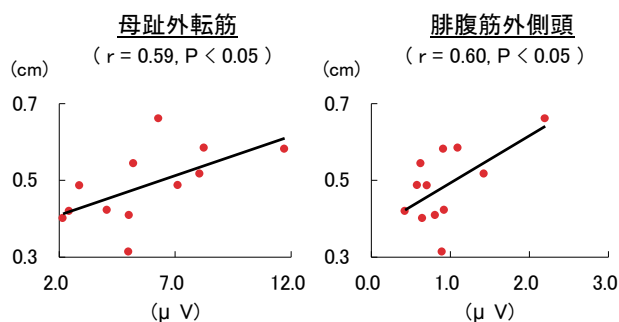 母趾外転筋
( r = 0.59, P < 0.05 )
(cm)
0.7
0.5
0.3
2.0 7.0 12.0
(μ V)
腓腹筋外側頭
( r = 0.60, P < 0.05 )
(cm)
0.7
0.5
0.3
0.0 1.0 2.0 3.0
(μ V)